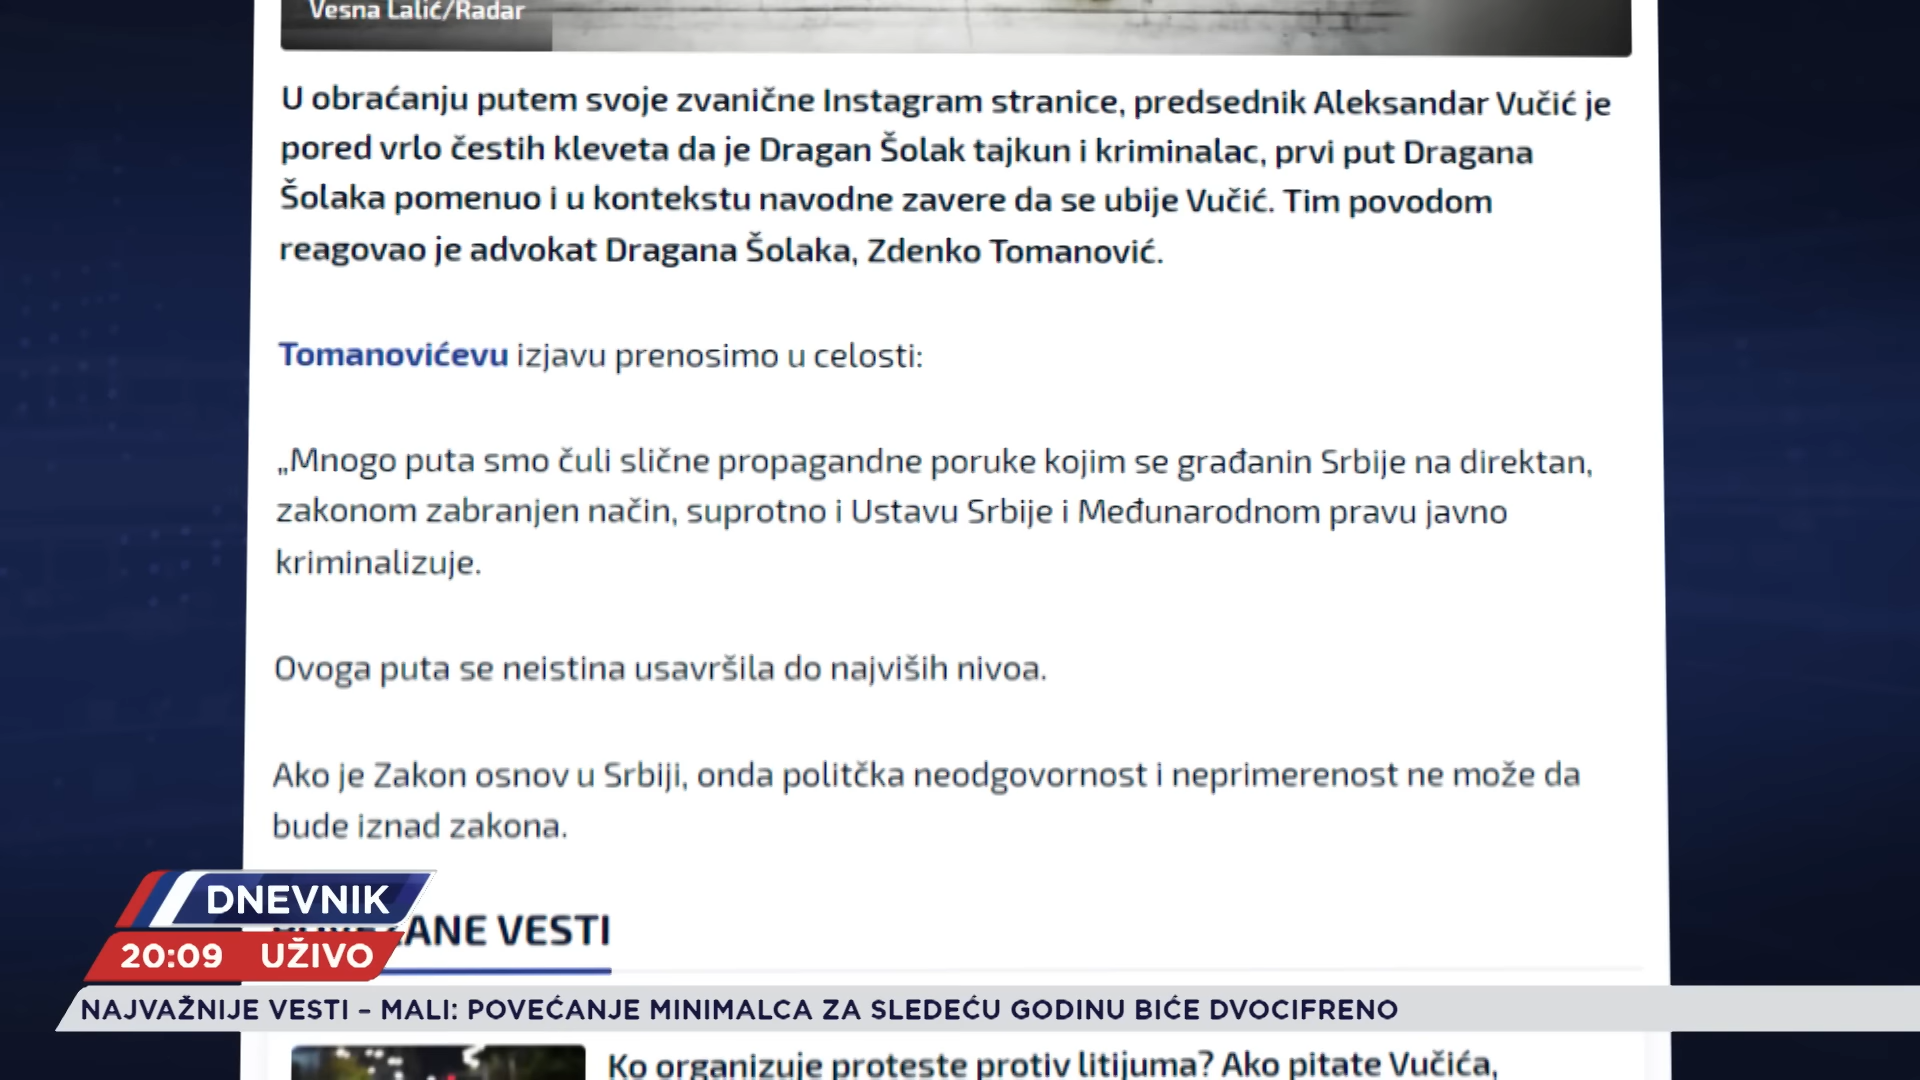 Vesna Lalić/Radar
U obraćanju putem svoje zvanične Instagram stranice, predsednik Aleksandar Vučić je
pored vrlo čestih kleveta da je Dragan Šolak tajkun i kriminalac, prvi put Dragana
Šolaka pomenuo i u kontekstu navodne zavere da se ubije Vučić. Tim povodom
reagovao je advokat Dragana Šolaka, Zdenko Tomanović.
Tomanovićevu izjavu prenosimo u celosti:
„Mnogo puta smo čuli slične propagandne poruke kojim se građanin Srbije na direktan,
zakonom zabranjen način, suprotno i Ustavu Srbije i Međunarodnom pravu javno
kriminalizuje.
Ovoga puta se neistina usavršila do najviših nivoa.
Ako je Zakon osnov u Srbiji, onda politčka neodgovornost i neprimerenost ne može da
bude iznad zakona.
VESTI
DNEVNIK
20:09 UŽIVO
NAJVAŽNIJE VESTI – MALI: POVEĆANJE MINIMALCA ZA SLEDEĆU GODINU BIĆE DVOCIFRENO
Ko organizuje proteste protiv litijuma? Ako pitate Vučića,